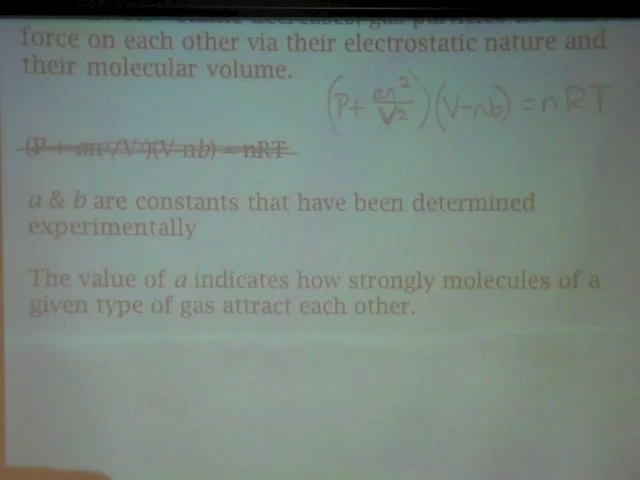 force on each other via their electrostatic nature and
their molecular volume.
(P + an²/V²)(V-nb) = nRT
(P + an²/V²)(V-nb) = nRT
a & b are constants that have been determined
experimentally
The value of a indicates how strongly molecules of a
given type of gas attract each other.